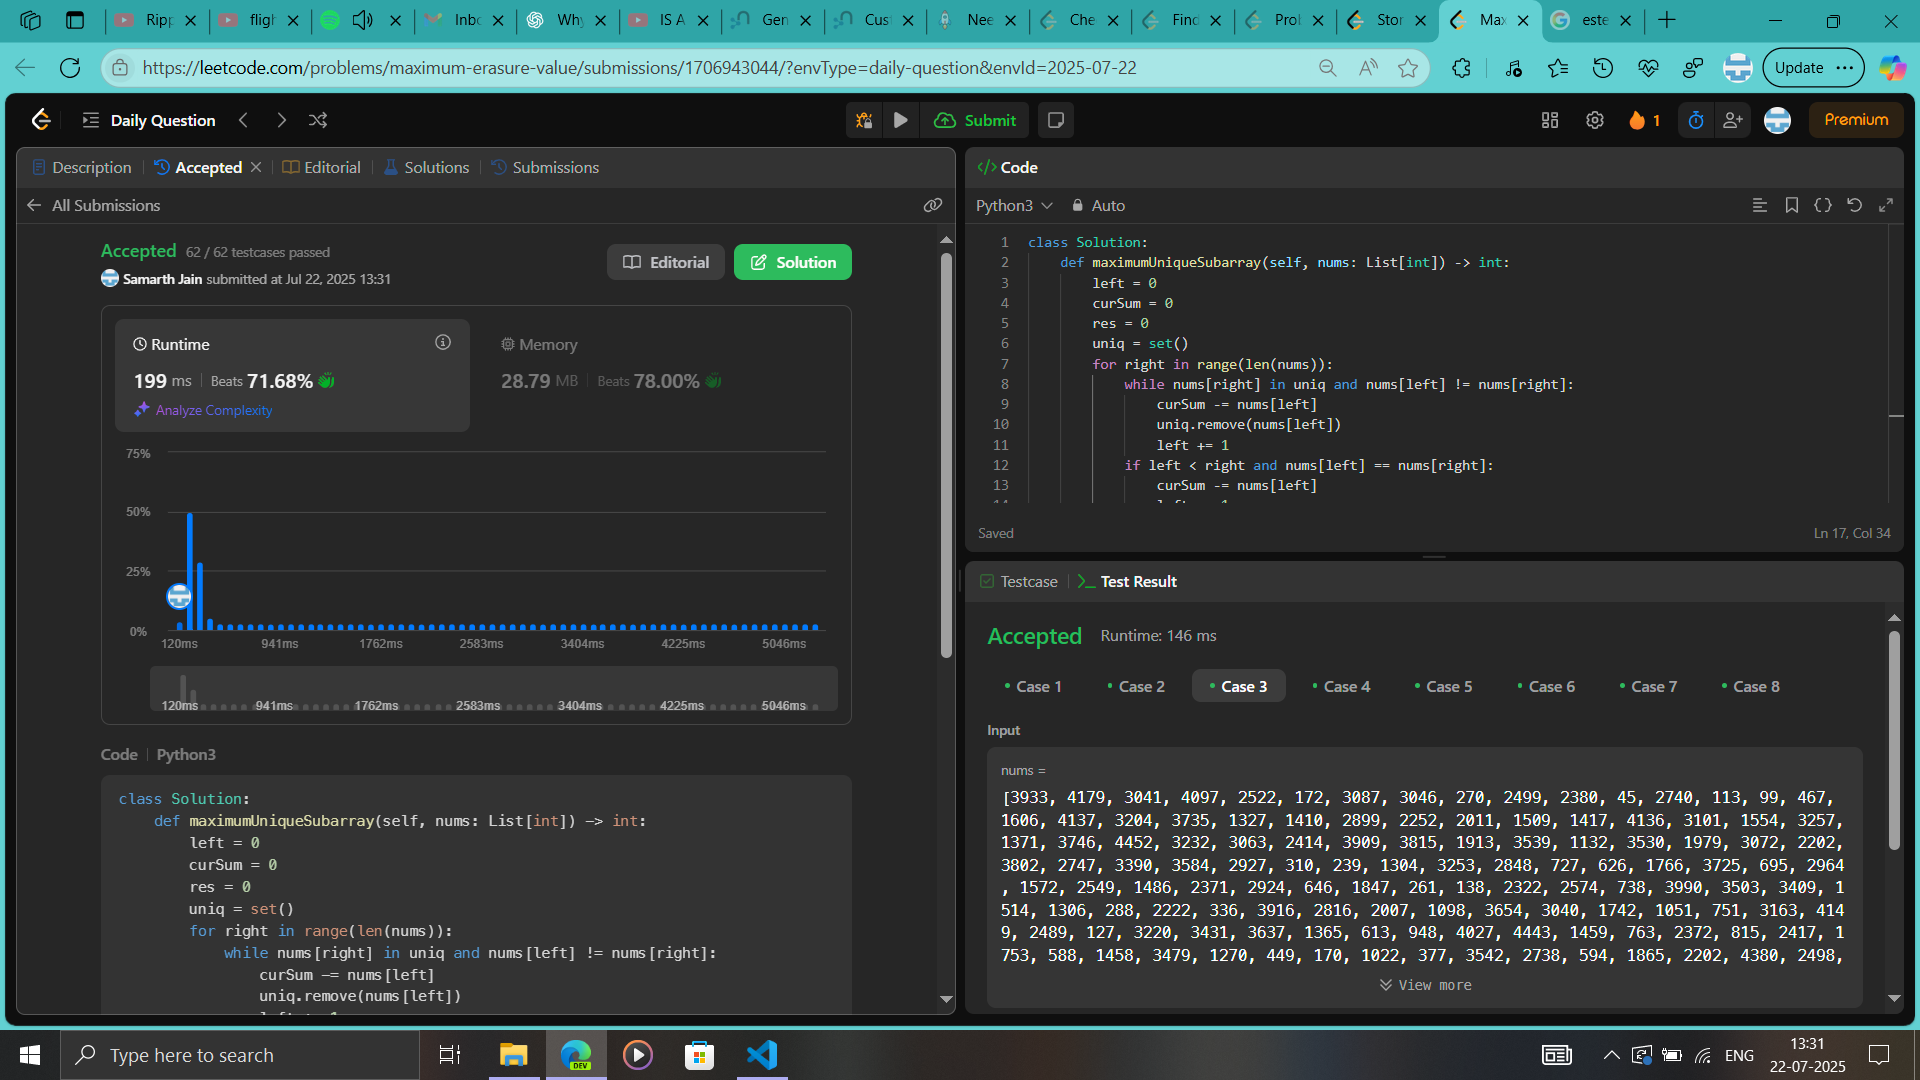 Ripp
fligh
Inbo
Why
IS A
Gen
Cust
Nee
Che
Find
Prob
Stor
Max
este
https://leetcode.com/problems/maximum-erasure-value/submissions/1706943044/?envType=daily-question&envId=2025-07-22
Update
Daily Question
Submit
1
Premium
Description
Accepted
Editorial
Solutions
Submissions
All Submissions
Accepted 62 / 62 testcases passed
Samarth Jain submitted at Jul 22, 2025 13:31
Editorial
Solution
Runtime
199 ms Beats 71.68%
Analyze Complexity
Memory
28.79 MB Beats 78.00%
75%
50%
25%
0%
120ms 941ms 1762ms 2583ms 3404ms 4225ms 5046ms
120ms 941ms 1762ms 2583ms 3404ms 4225ms 5046ms
Code Python3
class Solution:
def maximumUniqueSubarray(self, nums: List[int]) -> int:
left = 0
curSum = 0
res = 0
uniq = set()
for right in range(len(nums)):
while nums[right] in uniq and nums[left] != nums[right]:
curSum -= nums[left]
uniq.remove(nums[left])
Code
Python3 Auto
1 class Solution:
2 def maximumUniqueSubarray(self, nums: List[int]) -> int:
3 left = 0
4 curSum = 0
5 res = 0
6 uniq = set()
7 for right in range(len(nums)):
8 while nums[right] in uniq and nums[left] != nums[right]:
9 curSum -= nums[left]
10 uniq.remove(nums[left])
11 left += 1
12 if left < right and nums[left] == nums[right]:
13 curSum -= nums[left]
Saved
Ln 17, Col 34
Testcase
Test Result
Accepted Runtime: 146 ms
Case 1
Case 2
Case 3
Case 4
Case 5
Case 6
Case 7
Case 8
Input
nums =
[3933, 4179, 3041, 4097, 2522, 172, 3087, 3046, 270, 2499, 2380, 45, 2740, 113, 99, 467,
1606, 4137, 3204, 3735, 1327, 1410, 2899, 2252, 2011, 1509, 1417, 4136, 3101, 1554, 3257,
1371, 3746, 4452, 3232, 3063, 2414, 3909, 3815, 1913, 3539, 1132, 3530, 1979, 3072, 2202,
3802, 2747, 3390, 3584, 2927, 310, 239, 1304, 3253, 2848, 727, 626, 1766, 3725, 695, 2964
, 1572, 2549, 1486, 2371, 2924, 646, 1847, 261, 138, 2322, 2574, 738, 3990, 3503, 3409, 1
514, 1306, 288, 2222, 336, 3916, 2816, 2007, 1098, 3654, 3040, 1742, 1051, 751, 3163, 414
9, 2489, 127, 3220, 3431, 3637, 1365, 613, 948, 4027, 4443, 1459, 763, 2372, 815, 2417, 1
753, 588, 1458, 3479, 1270, 449, 170, 1022, 377, 3542, 2738, 594, 1865, 2202, 4380, 2498,
View more
Type here to search
DEV
ENG
13:31
22-07-2025